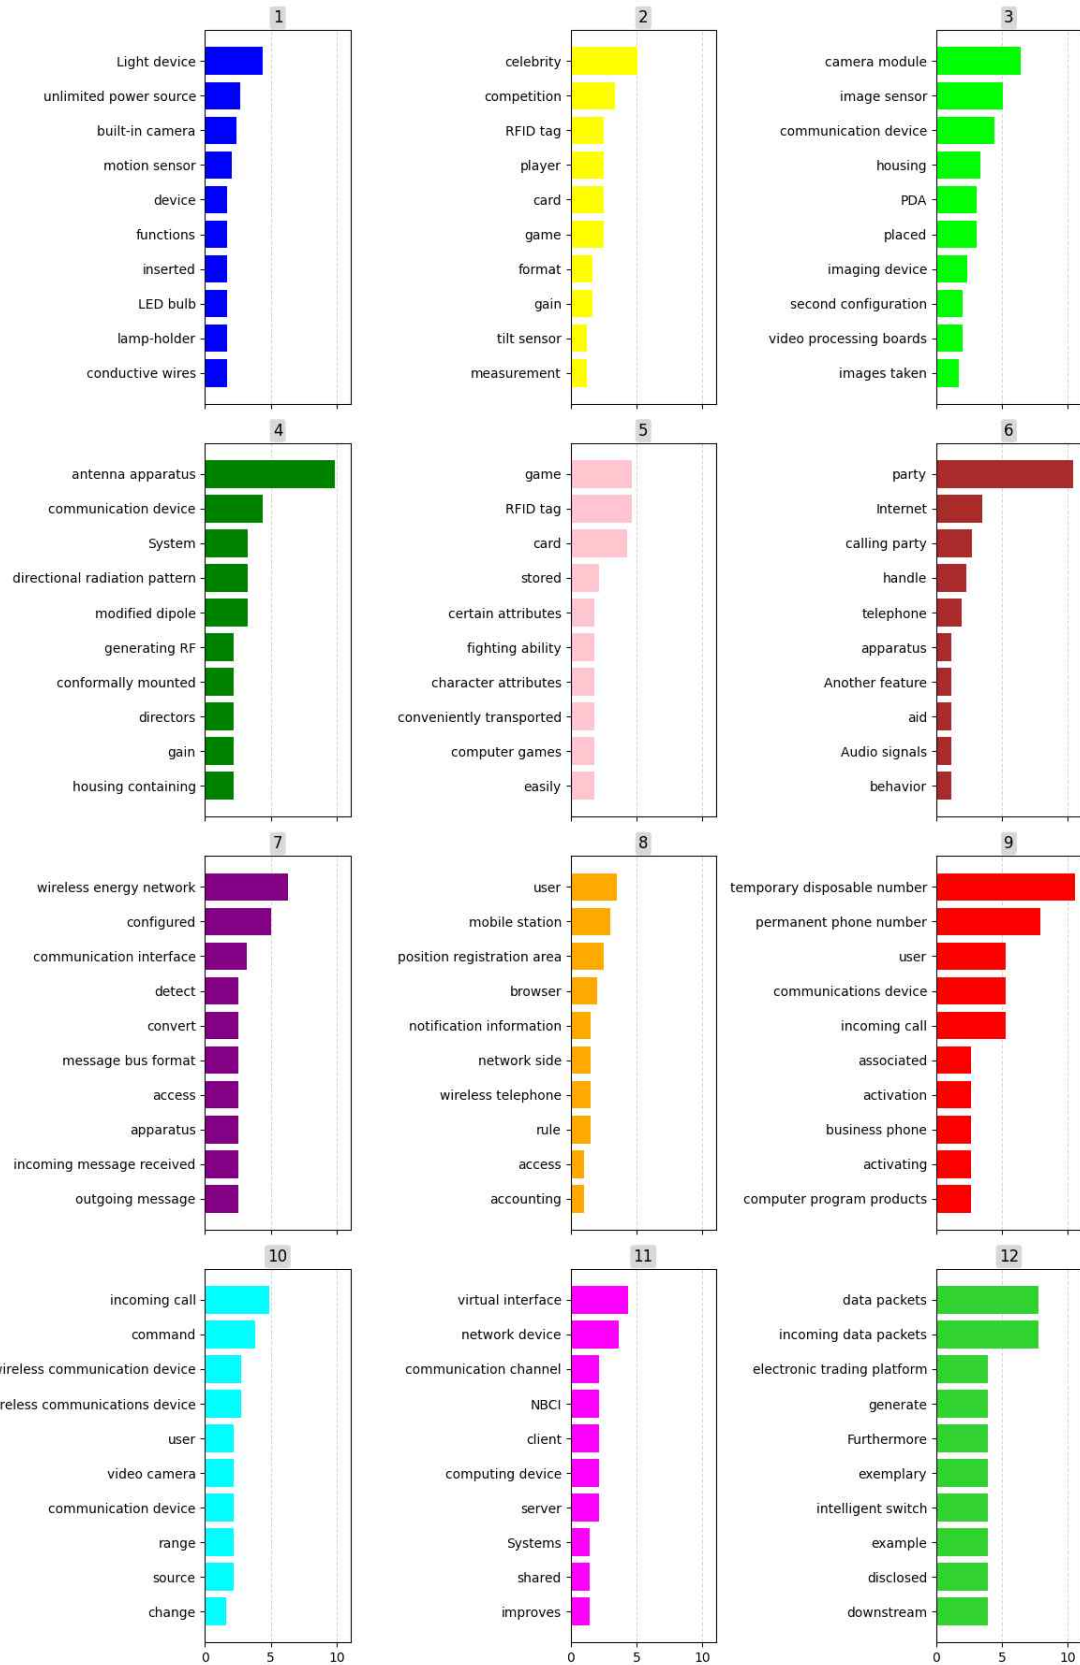 1
Light device
unlimited power source
built-in camera
motion sensor
device
functions
inserted
LED bulb
lamp-holder
conductive wires
2
celebrity
competition
RFID tag
player
card
game
format
gain
tilt sensor
measurement
3
camera module
image sensor
communication device
housing
PDA
placed
imaging device
second configuration
video processing boards
images taken
4
antenna apparatus
communication device
System
directional radiation pattern
modified dipole
generating RF
conformally mounted
directors
gain
housing containing
5
game
RFID tag
card
stored
certain attributes
fighting ability
character attributes
conveniently transported
computer games
easily
6
party
Internet
calling party
handle
telephone
apparatus
Another feature
aid
Audio signals
behavior
7
wireless energy network
configured
communication interface
detect
convert
message bus format
access
apparatus
incoming message received
outgoing message
8
user
mobile station
position registration area
browser
notification information
network side
wireless telephone
rule
access
accounting
9
temporary disposable number
permanent phone number
user
communications device
incoming call
associated
activation
business phone
activating
computer program products
10
incoming call
command
wireless communication device
reless communications device
user
video camera
communication device
range
source
change
0 5 10
11
virtual interface
network device
communication channel
NBCI
client
computing device
server
Systems
shared
improves
0 5 10
12
data packets
incoming data packets
electronic trading platform
generate
Furthermore
exemplary
intelligent switch
example
disclosed
downstream
0 5 10